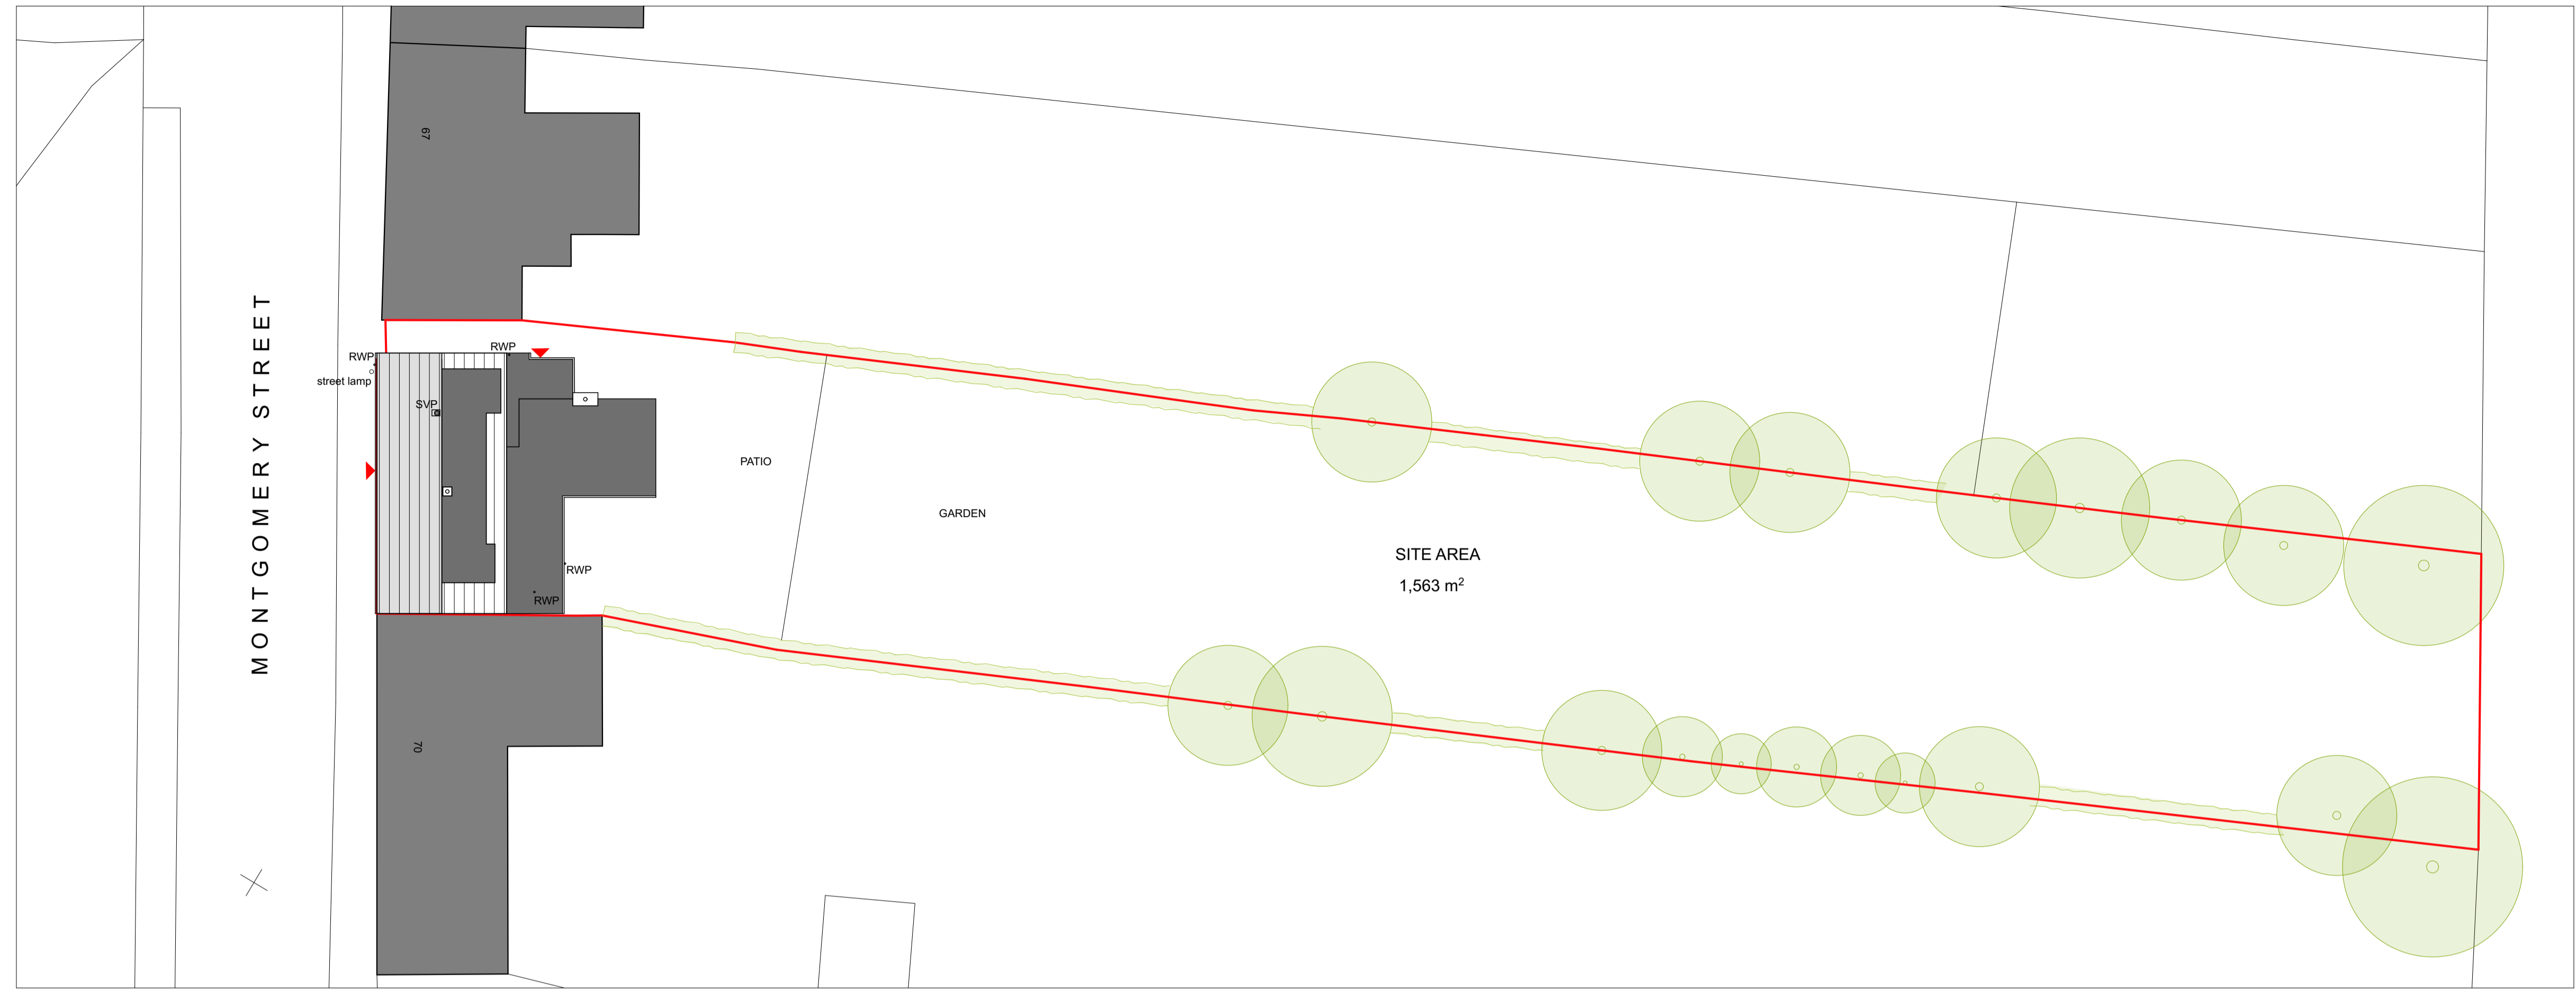 67
MONTGOMERY STREET
RWP
RWP
street lamp
SVP
PATIO
GARDEN
SITE AREA
1,563 m²
RWP
RWP
70